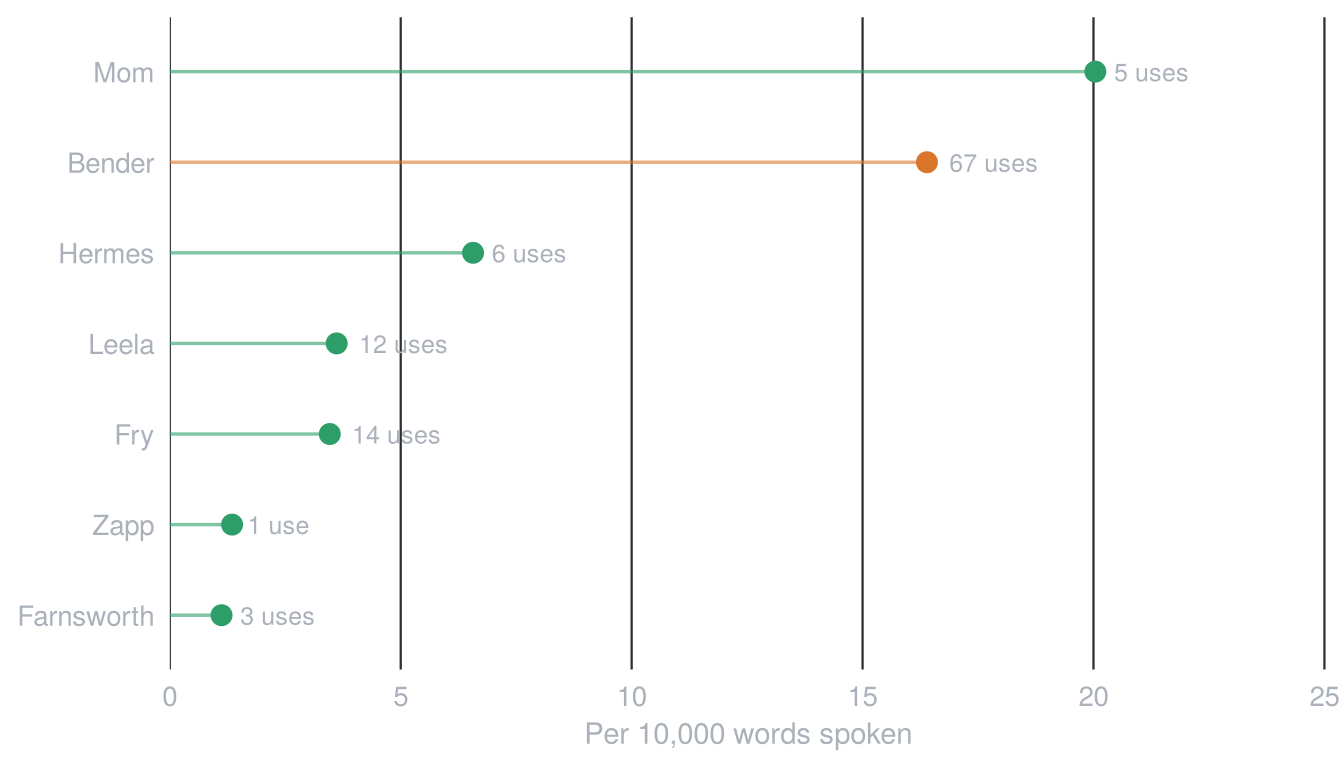 Mom 5 uses
Bender 67 uses
Hermes 6 uses
Leela 12 uses
Fry 14 uses
Zapp 1 use
Farnsworth 3 uses
0 5 10 15 20 25
Per 10,000 words spoken